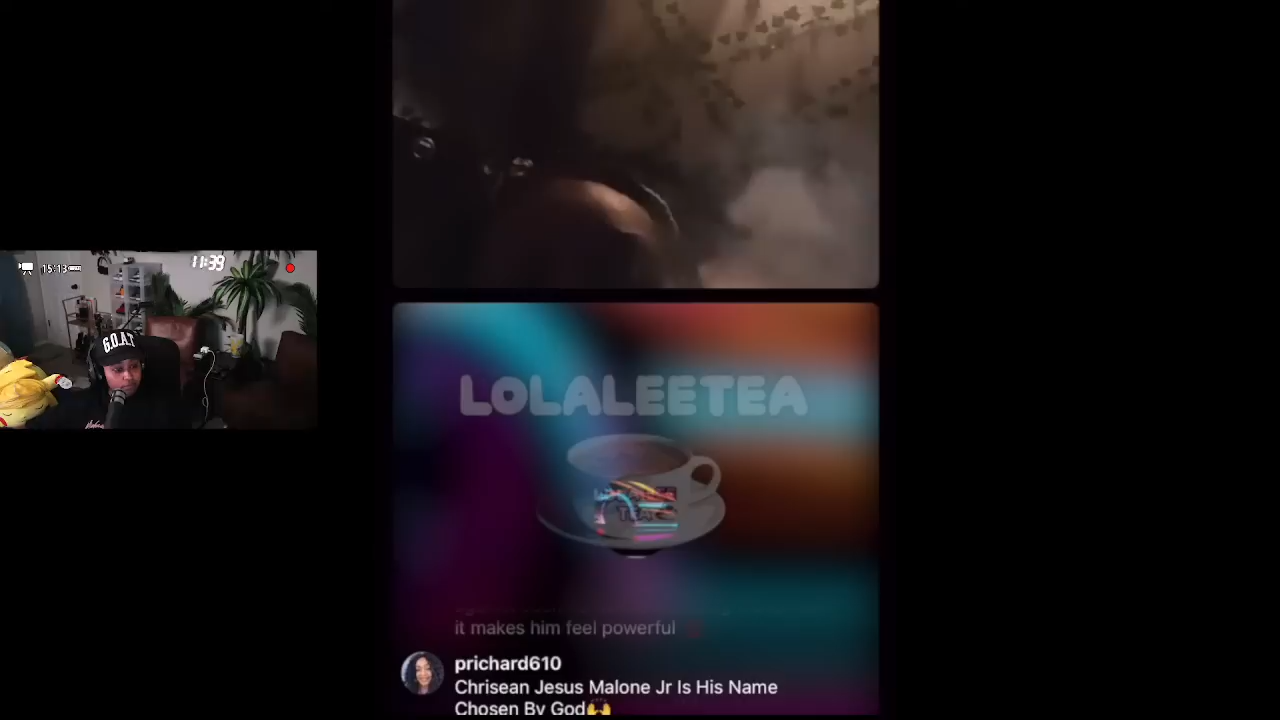 11:39
15:13
G.O.A.T
LOLALEETEA
TEA
it makes him feel powerful
prichard610
Chrisean Jesus Malone Jr Is His Name
Chosen By God🙌